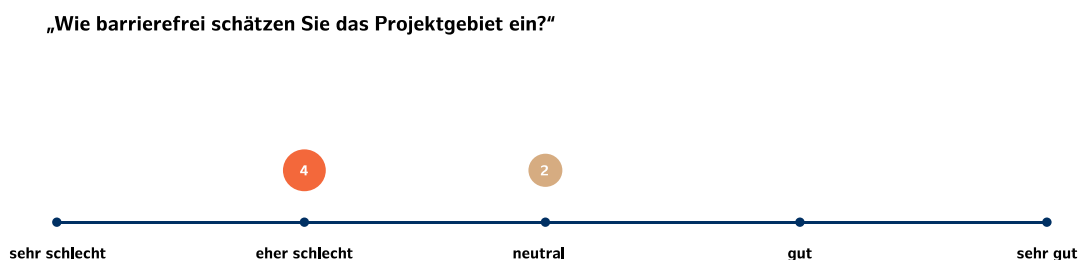 „Wie barrierefrei schätzen Sie das Projektgebiet ein?“
4 2
sehr schlecht eher schlecht neutral gut sehr gut